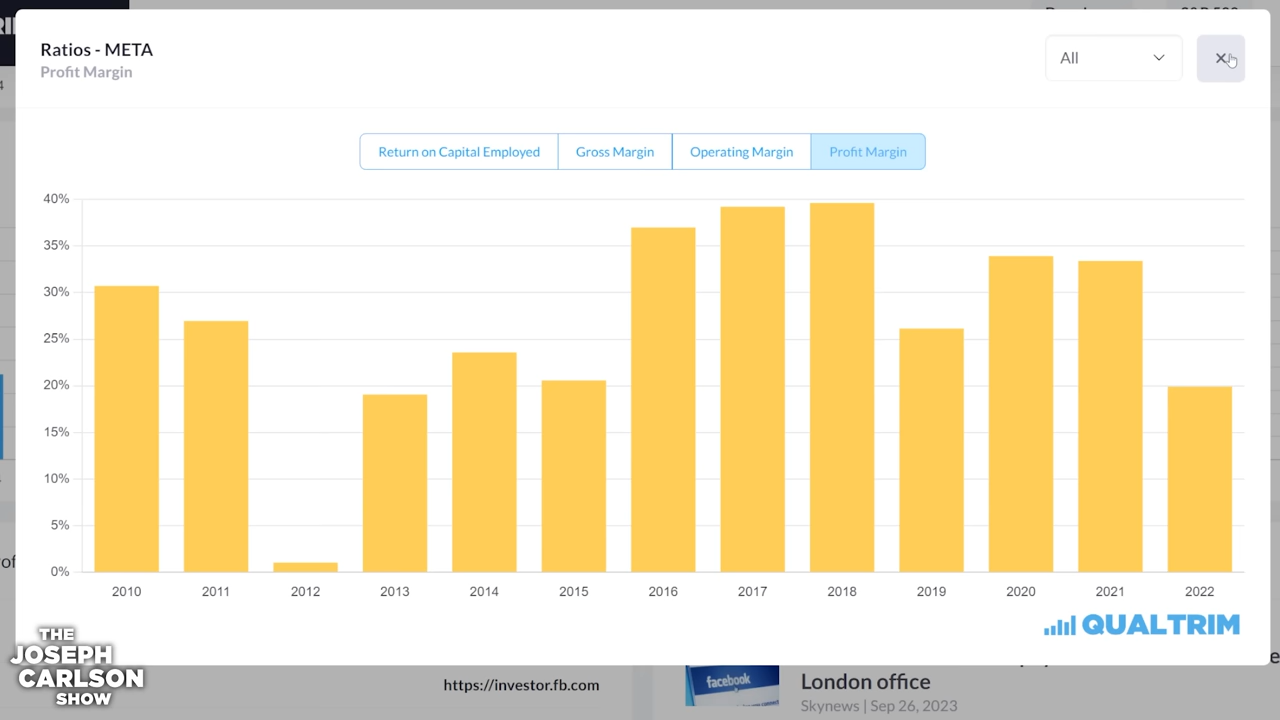 Ratios - META
Profit Margin
All
Return on Capital Employed
Gross Margin
Operating Margin
Profit Margin
40%
35%
30%
25%
20%
15%
10%
5%
0%
2010
2011
2012
2013
2014
2015
2016
2017
2018
2019
2020
2021
2022
QUALTRIM
THE
JOSEPH
CARLSON
SHOW
https://investor.fb.com
facebook
London office
Skynews | Sep 26, 2023